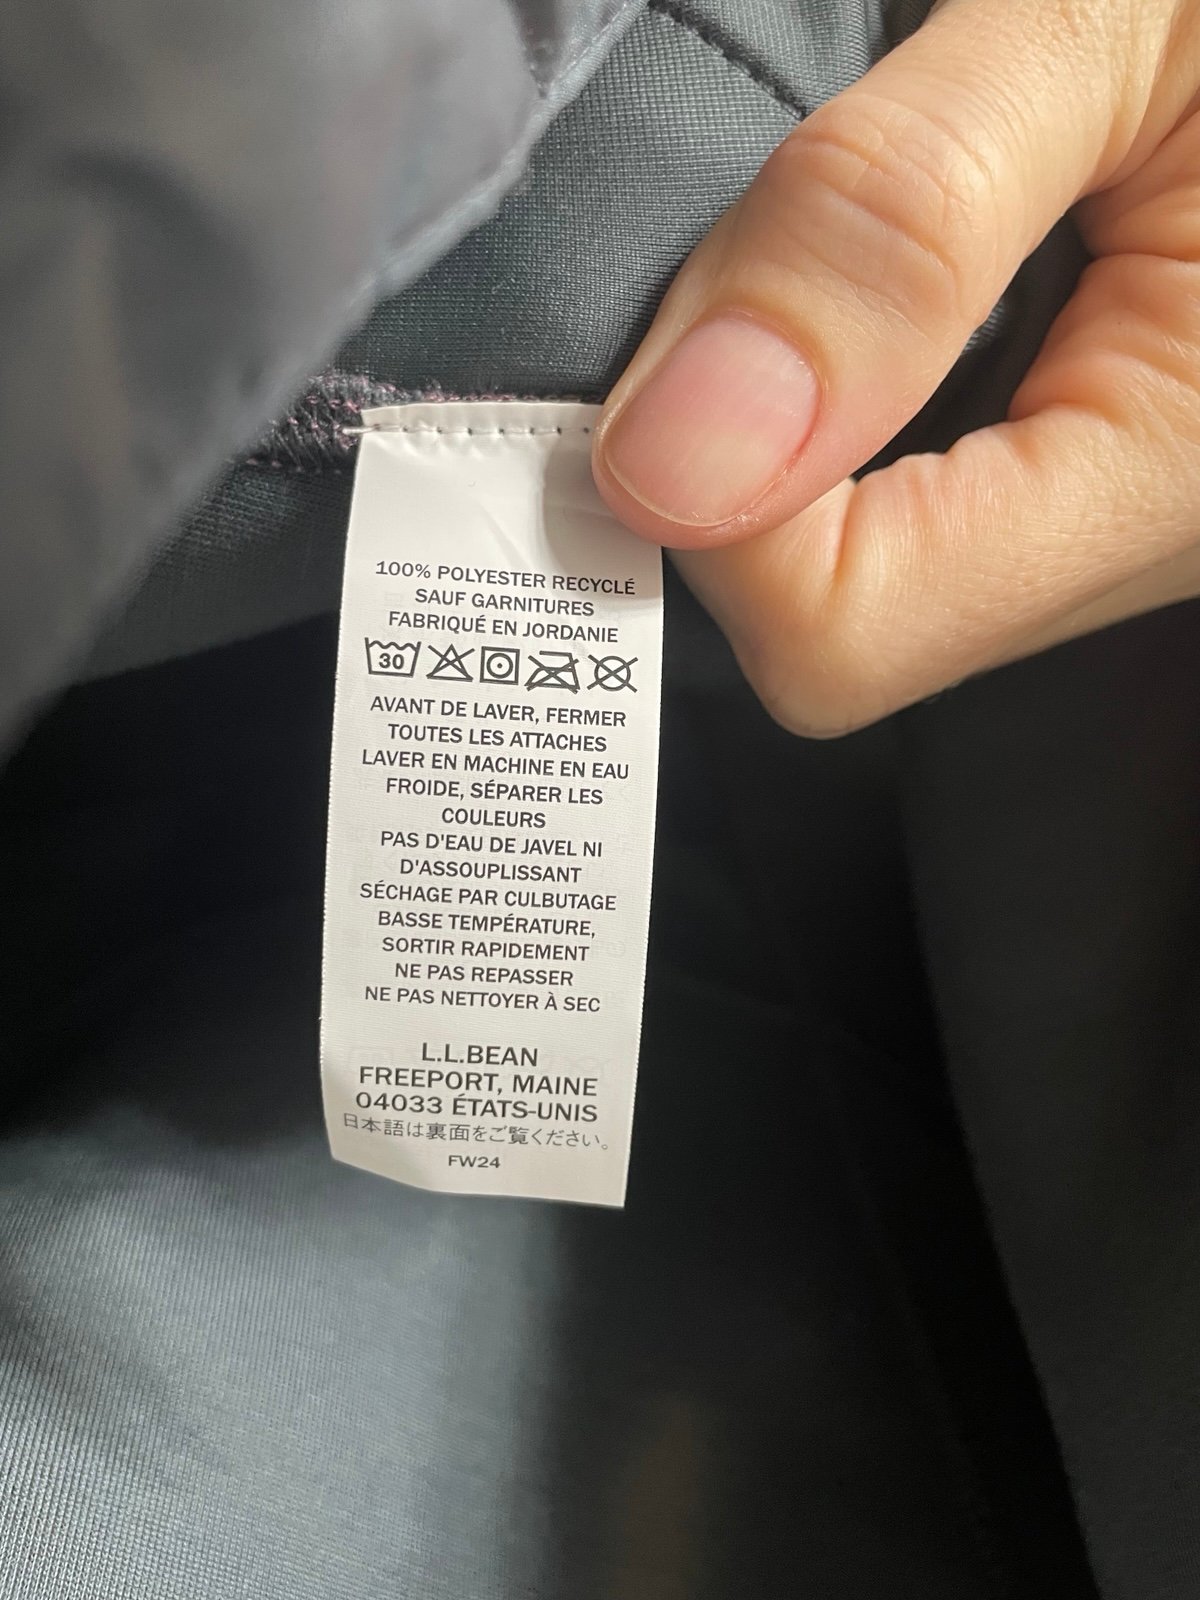 100% POLYESTER RECYCLÉ
SAUF GARNITURES
FABRIQUÉ EN JORDANIE
30
AVANT DE LAVER, FERMER
TOUTES LES ATTACHES
LAVER EN MACHINE EN EAU
FROIDE, SÉPARER LES
COULEURS
PAS D'EAU DE JAVEL NI
D'ASSOUPLISSANT
SÉCHAGE PAR CULBUTAGE
BASSE TEMPÉRATURE,
SORTIR RAPIDEMENT
NE PAS REPASSER
NE PAS NETTOYER À SEC
L.L.BEAN
FREEPORT, MAINE
04033 ÉTATS-UNIS
日本語は裏面をご覧ください。
FW24